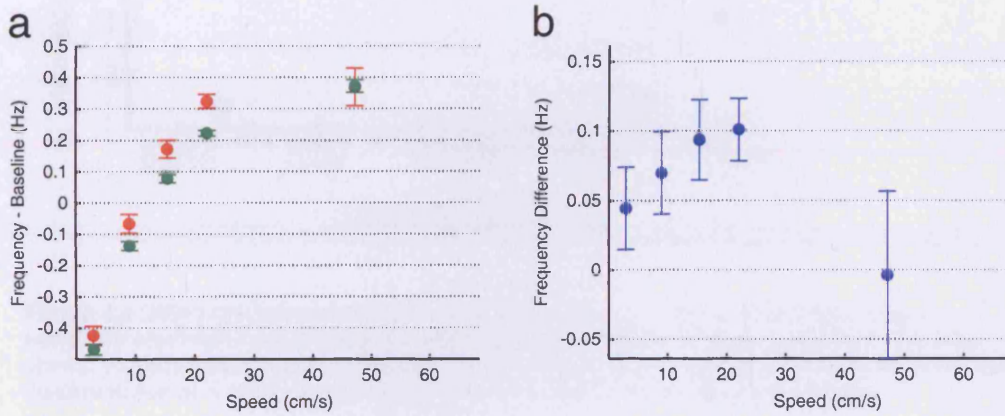 a
0.5
0.4
0.3
0.2
0.1
0
-0.1
-0.2
-0.3
-0.4
Frequency - Baseline (Hz)
0 10 20 30 40 50 60
Speed (cm/s)
b
0.15
0.1
0.05
0
-0.05
Frequency Difference (Hz)
0 10 20 30 40 50 60
Speed (cm/s)